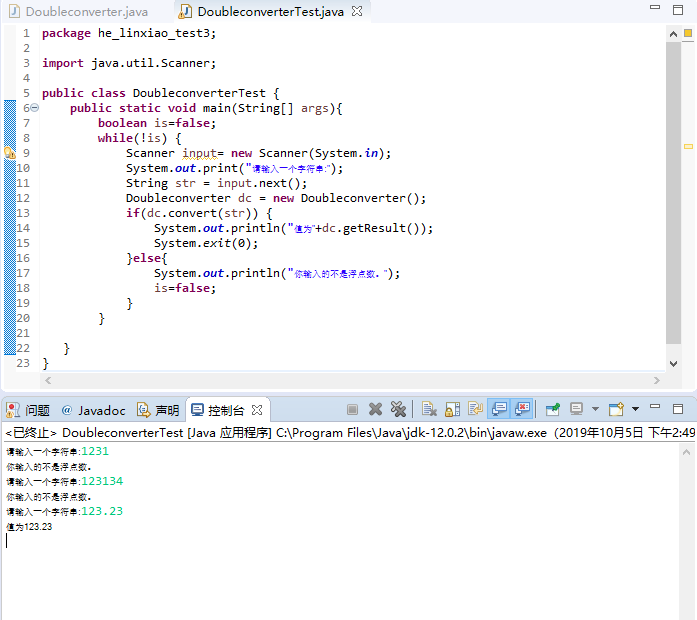 Doubleconverter.java DoubleconverterTest.java
1 package he_linxiao_test3;
2
3 import java.util.Scanner;
4
5 public class DoubleconverterTest {
6 public static void main(String[] args){
7 boolean is=false;
8 while(!is) {
9 Scanner input= new Scanner(System.in);
10 System.out.print("请输入一个字符串:");
11 String str = input.next();
12 Doubleconverter dc = new Doubleconverter();
13 if(dc.convert(str)) {
14 System.out.println("值为"+dc.getResult());
15 System.exit(0);
16 }else{
17 System.out.println("你输入的不是浮点数。");
18 is=false;
19 }
20 }
21
22 }
23 }
问题 @ Javadoc 声明 控制台
<已终止> DoubleconverterTest [Java 应用程序] C:\Program Files\Java\jdk-12.0.2\bin\javaw.exe（2019年10月5日 下午2:49
请输入一个字符串:1231
你输入的不是浮点数。
请输入一个字符串:123134
你输入的不是浮点数。
请输入一个字符串:123.23
值为123.23